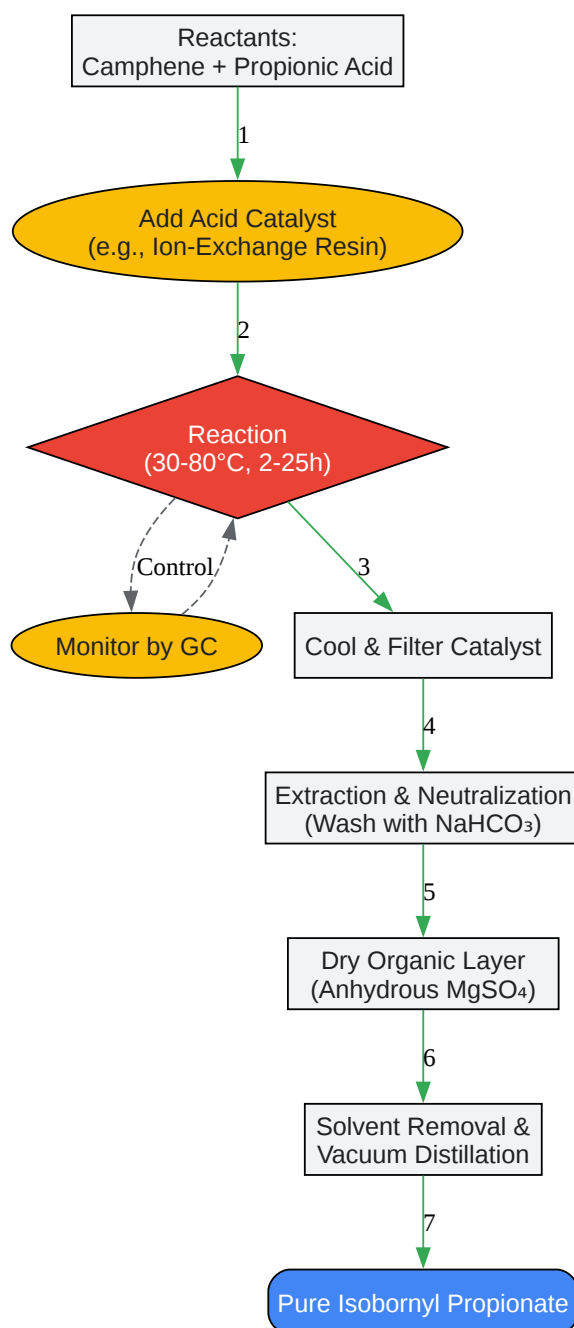 Reactants:
Camphene + Propionic Acid
1
Add Acid Catalyst
(e.g., Ion-Exchange Resin)
2
Reaction
(30-80°C, 2-25h)
Control
3
Monitor by GC
Cool & Filter Catalyst
4
Extraction & Neutralization
(Wash with NaHCO₃)
5
Dry Organic Layer
(Anhydrous MgSO₄)
6
Solvent Removal &
Vacuum Distillation
7
Pure Isobornyl Propionate